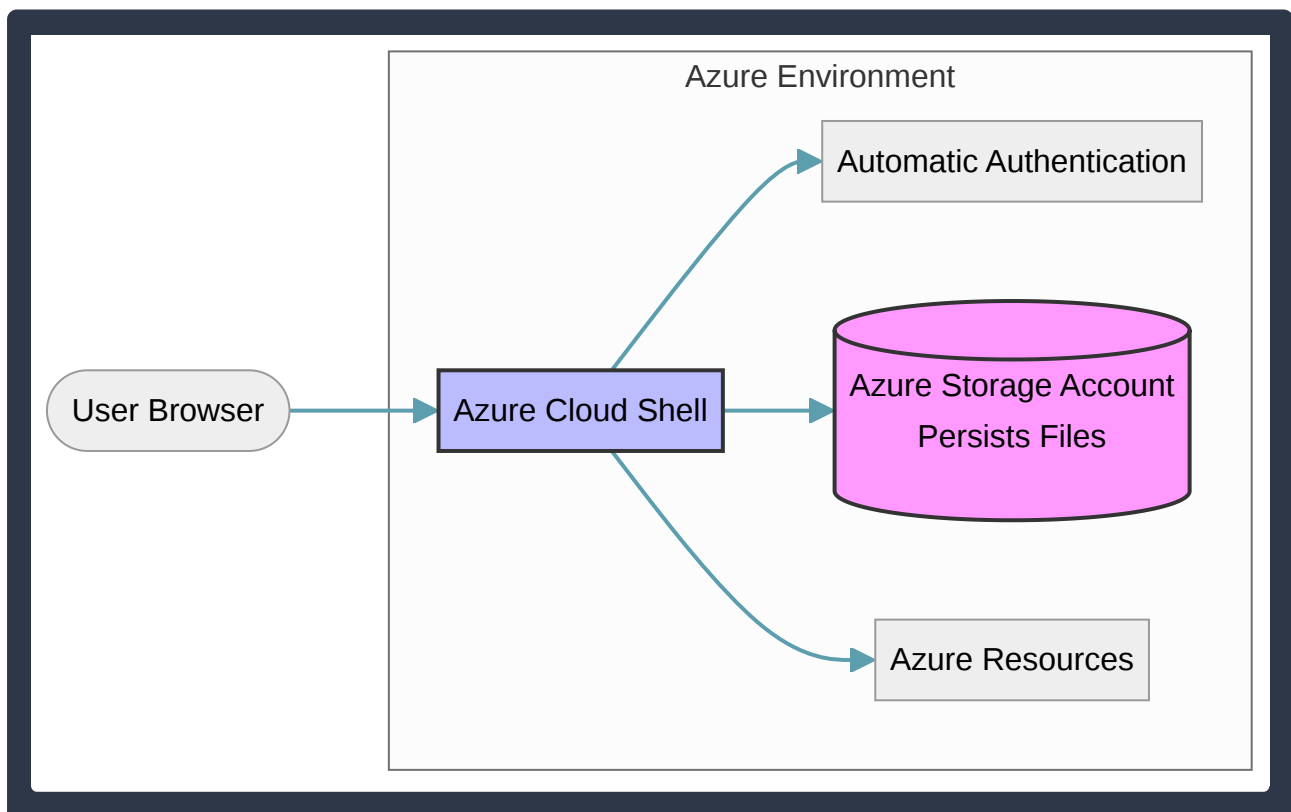 Azure Environment
Automatic Authentication
User Browser
Azure Cloud Shell
Azure Storage Account
Persists Files
Azure Resources